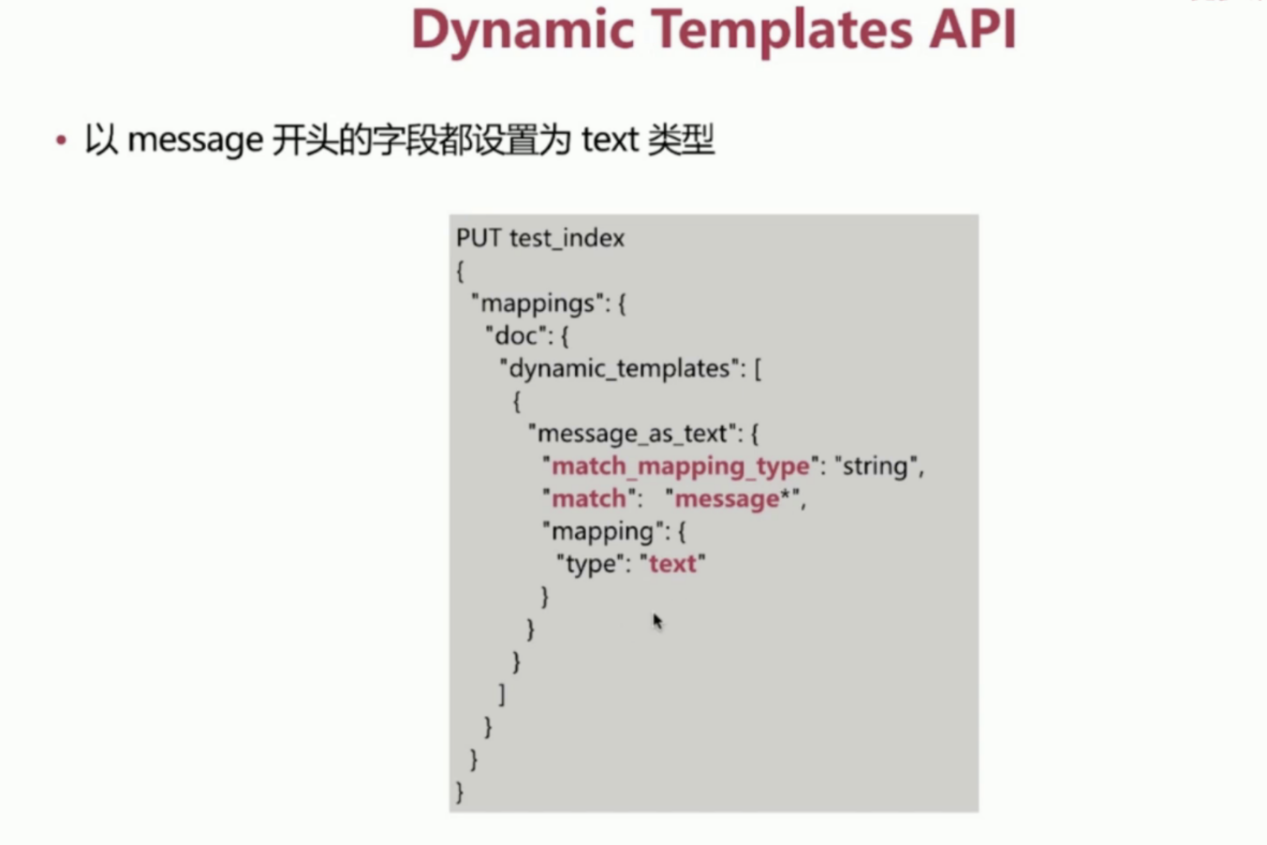 Dynamic Templates API
• 以 message 开头的字段都设置为 text 类型
PUT test_index
{
"mappings": {
"doc": {
"dynamic_templates": [
{
"message_as_text": {
"match_mapping_type": "string",
"match": "message*",
"mapping": {
"type": "text"
}
}
}
]
}
}
}